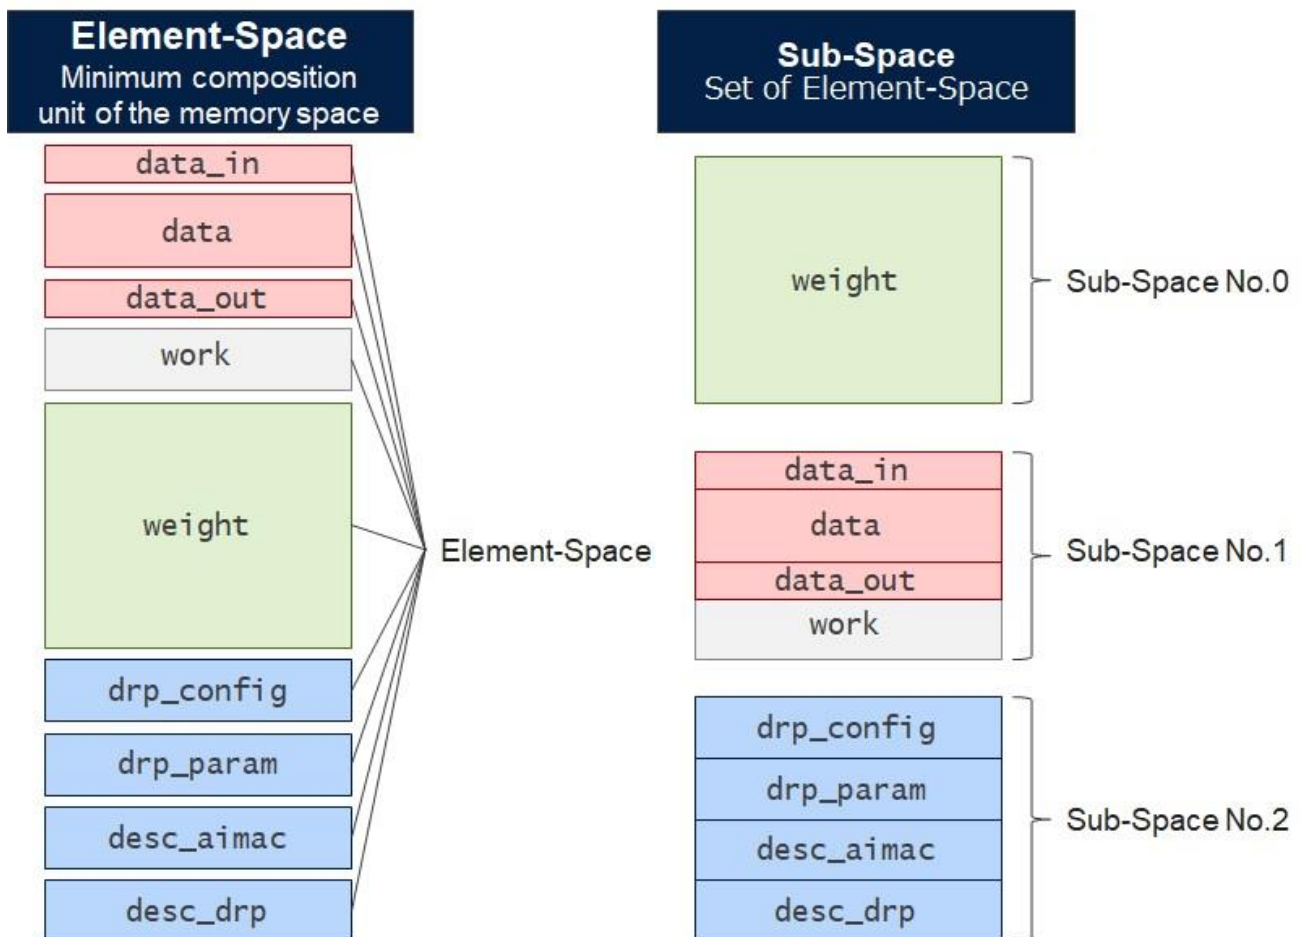 Element-Space
Minimum composition
unit of the memory space
data_in
data
data_out
work
weight
drp_config
drp_param
desc_aimac
desc_drp
Element-Space
Sub-Space
Set of Element-Space
weight
Sub-Space No.0
data_in
data
data_out
work
Sub-Space No.1
drp_config
drp_param
desc_aimac
desc_drp
Sub-Space No.2